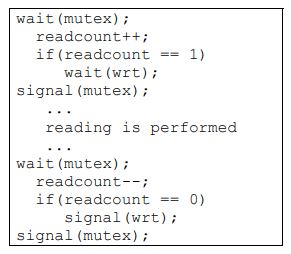 wait(mutex);
  readcount++;
  if(readcount == 1)
     wait(wrt);
signal(mutex);
   ...
   reading is performed
   ...
wait(mutex);
  readcount--;
  if(readcount == 0)
     signal(wrt);
signal(mutex);